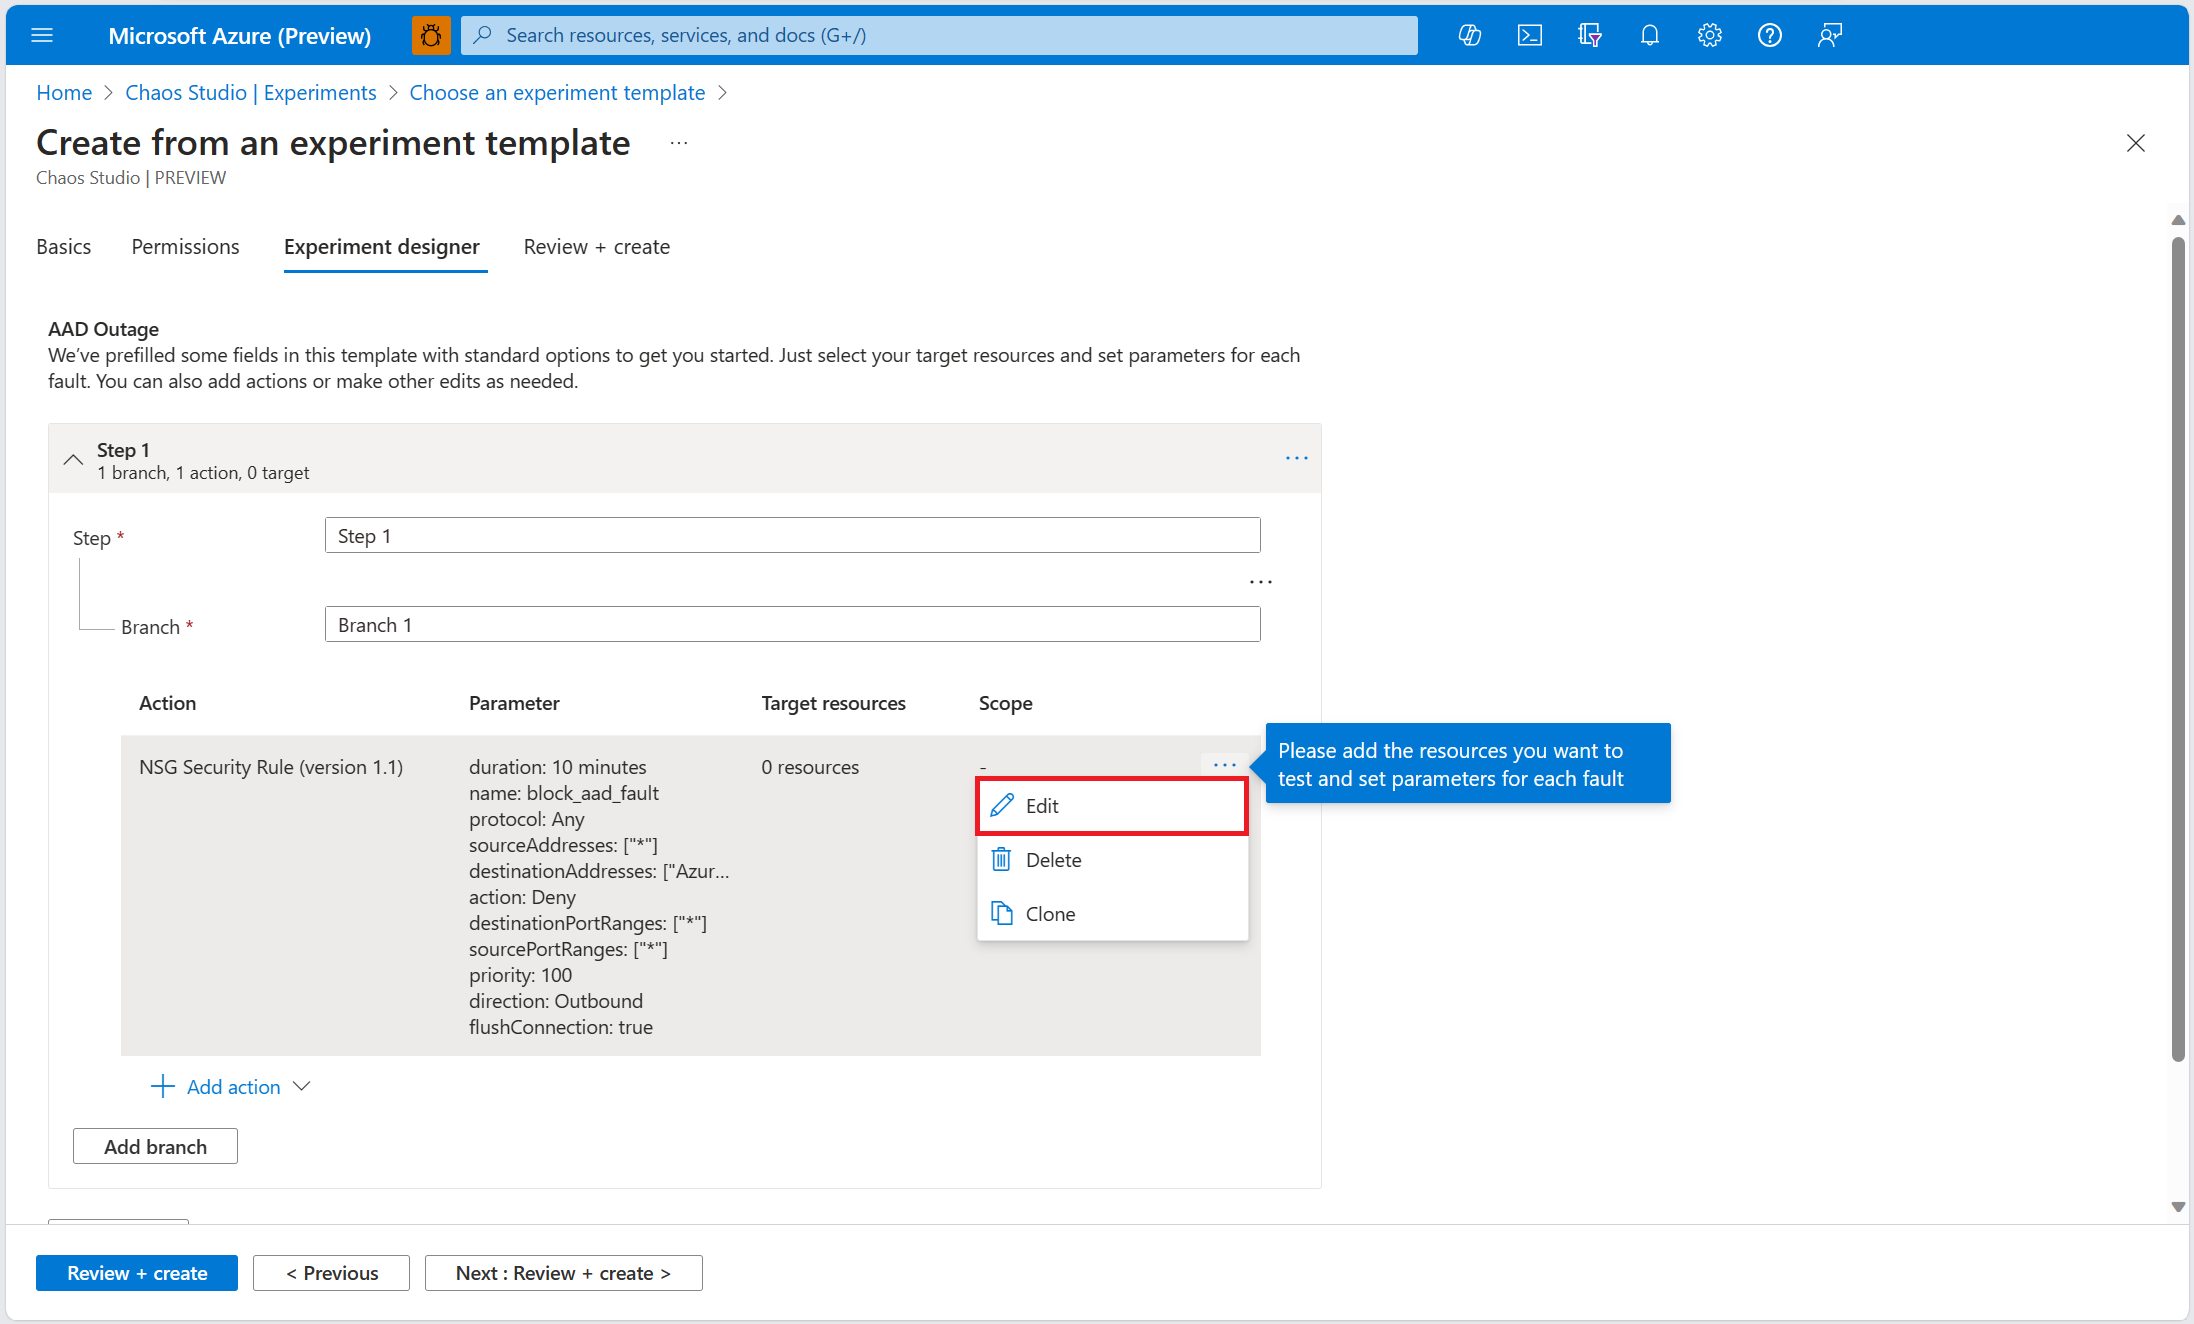 Microsoft Azure (Preview)
Search resources, services, and docs (G+/)
Home > Chaos Studio | Experiments > Choose an experiment template >
Create from an experiment template ...
Chaos Studio | PREVIEW
Basics
Permissions
Experiment designer
Review + create
AAD Outage
We've prefilled some fields in this template with standard options to get you started. Just select your target resources and set parameters for each
fault. You can also add actions or make other edits as needed.
Step 1
1 branch, 1 action, 0 target
Step *
Step 1
Branch *
Branch 1
Action
Parameter
Target resources
Scope
NSG Security Rule (version 1.1)
duration: 10 minutes
name: block_aad_fault
protocol: Any
sourceAddresses: ["*"]
destinationAddresses: ["Azur...
action: Deny
destinationPortRanges: ["*"]
sourcePortRanges: ["*"]
priority: 100
direction: Outbound
flushConnection: true
0 resources
-
Please add the resources you want to
test and set parameters for each fault
Edit
Delete
Clone
Add action
Add branch
Review + create
< Previous
Next : Review + create >